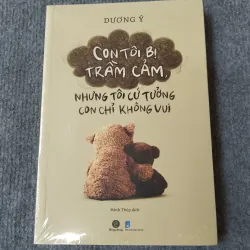 DƯƠNG Ý
CON TÔI BỊ
TRẦM CẢM,
NHƯNG TÔI CỨ TƯỞNG
CON CHỈ KHÔNG VUI